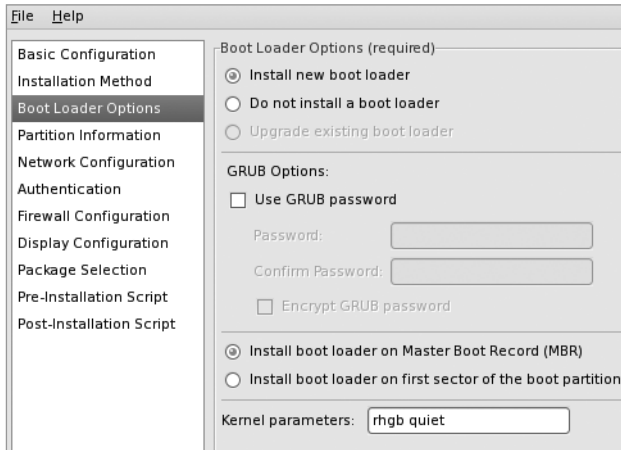 File Help
Basic Configuration
Installation Method
Boot Loader Options
Partition Information
Network Configuration
Authentication
Firewall Configuration
Display Configuration
Package Selection
Pre-Installation Script
Post-Installation Script
Boot Loader Options (required)
Install new boot loader
Do not install a boot loader
Upgrade existing boot loader
GRUB Options:
Use GRUB password
Password:
Confirm Password:
Encrypt GRUB password
Install boot loader on Master Boot Record (MBR)
Install boot loader on first sector of the boot partition
Kernel parameters: rhgb quiet